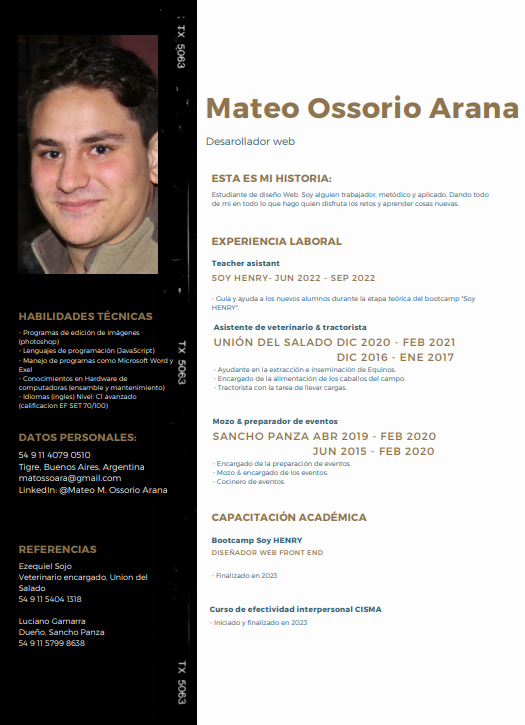 TX 5063
HABILIDADES TÉCNICAS
- Programas de edición de imágenes
(photoshop)
- Lenguajes de programación (JavaScript)
- Manejo de programas como Microsoft Word y
Exel
- Conocimientos en Hardware de
computadoras (ensamble y mantenimiento)
- Idiomas (ingles) Nivel: C1 avanzado
(calificacion EF SET 70/100)
TX 5063
DATOS PERSONALES:
54 9 11 4079 0510
Tigre, Buenos Aires, Argentina
matossoara@gmail.com
LinkedIn: @Mateo M. Ossorio Arana
REFERENCIAS
Ezequiel Sojo
Veterinario encargado, Union del
Salado
54 9 11 5404 1318
Luciano Gamarra
Dueño, Sancho Panza
54 9 11 5799 8638
TX 5063
Mateo Ossorio Arana
Desarollador web
ESTA ES MI HISTORIA:
Estudiante de diseño Web. Soy alguien trabajador, metódico y aplicado. Dando todo
de mi en todo lo que hago quien disfruta los retos y aprender cosas nuevas.
EXPERIENCIA LABORAL
Teacher asistant
SOY HENRY- JUN 2022 - SEP 2022
- Guía y ayuda a los nuevos alumnos durante la etapa teórica del bootcamp "Soy
HENRY".
Asistente de veterinario & tractorista
UNIÓN DEL SALADO DIC 2020 - FEB 2021
DIC 2016 - ENE 2017
- Ayudante en la extracción e inseminación de Equinos.
- Encargado de la alimentación de los caballos del campo.
- Tractorista con la tarea de llevar cargas.
Mozo & preparador de eventos
SANCHO PANZA ABR 2019 - FEB 2020
JUN 2015 - FEB 2020
- Encargado de la preparación de eventos.
- Mozo & encargado de los eventos.
- Cocinero de eventos.
CAPACITACIÓN ACADÉMICA
Bootcamp Soy HENRY
DISEÑADOR WEB FRONT END
- Finalizado en 2023
Curso de efectividad interpersonal CISMA
- Iniciado y finalizado en 2023